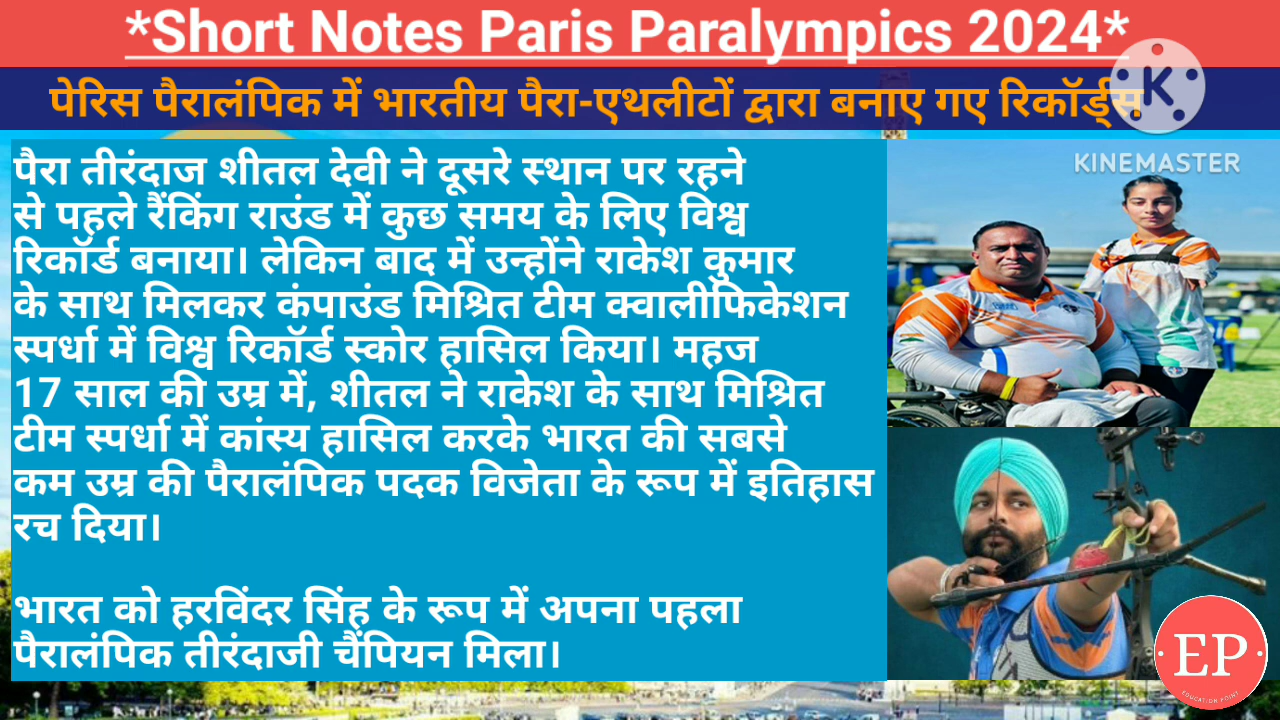 *Short Notes Paris Paralympics 2024*
पेरिस पैरालंपिक में भारतीय पैरा-एथलीटों द्वारा बनाए गए रिकॉर्ड्स
K
KINEMASTER
पैरा तीरंदाज शीतल देवी ने दूसरे स्थान पर रहने
से पहले रैंकिंग राउंड में कुछ समय के लिए विश्व
रिकॉर्ड बनाया। लेकिन बाद में उन्होंने राकेश कुमार
के साथ मिलकर कंपाउंड मिश्रित टीम क्वालीफिकेशन
स्पर्धा में विश्व रिकॉर्ड स्कोर हासिल किया। महज
17 साल की उम्र में, शीतल ने राकेश के साथ मिश्रित
टीम स्पर्धा में कांस्य हासिल करके भारत की सबसे
कम उम्र की पैरालंपिक पदक विजेता के रूप में इतिहास
रच दिया।
भारत को हरविंदर सिंह के रूप में अपना पहला
पैरालंपिक तीरंदाजी चैंपियन मिला।
EP
EDUCATION POINT